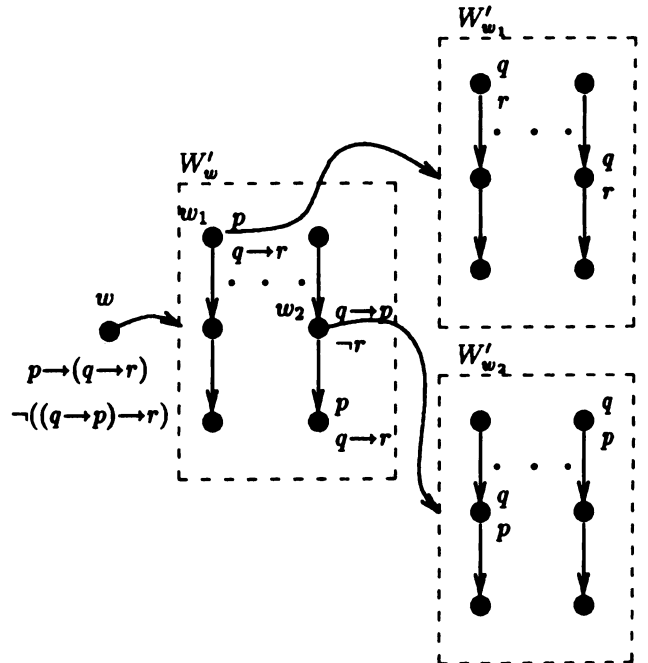 W′w₁
q
r
q
r
W′w
w₁ p
q→r
w
w₂ q→p
¬r
p→(q→r)
¬((q→p)→r)
p
q→r
W′w₂
q
p
q
p